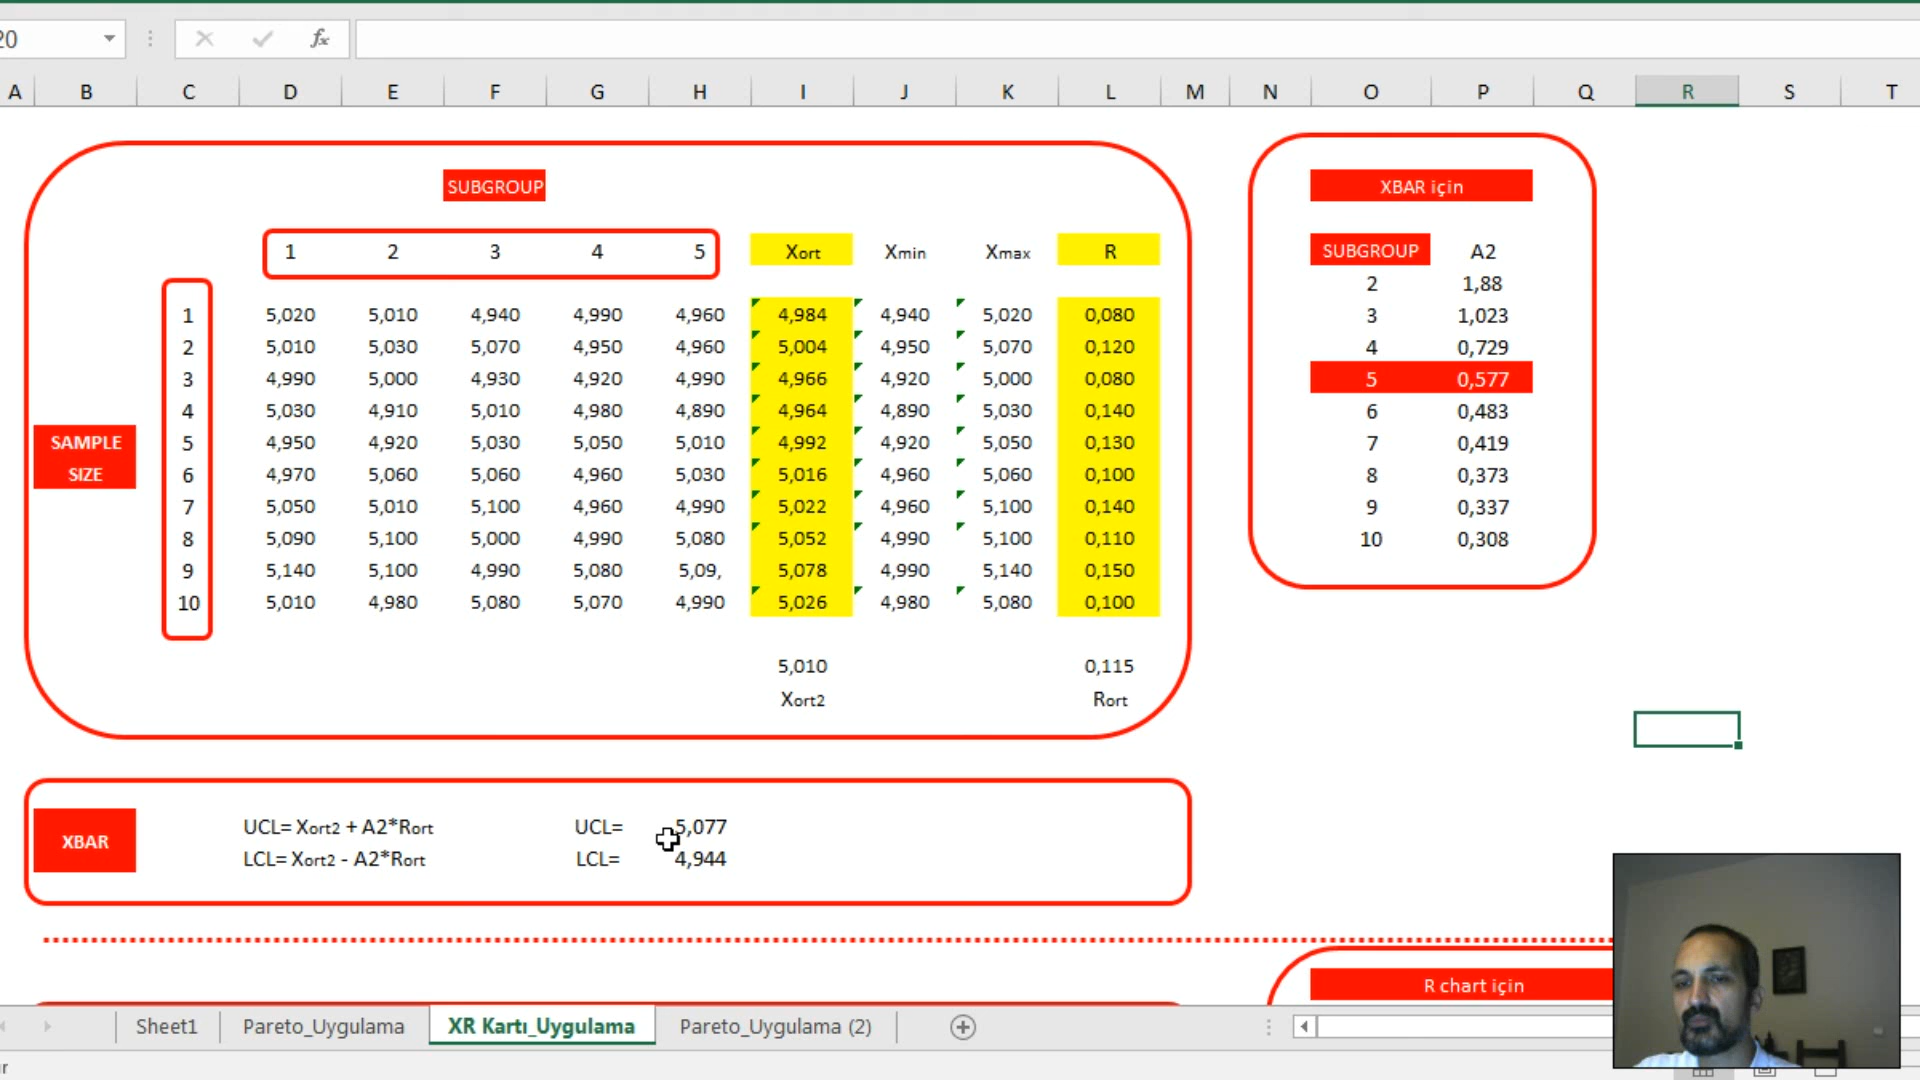 20
fx
A B C D E F G H I J K L M N O P Q R S T
SUBGROUP
1 2 3 4 5 Xort Xmin Xmax R
1 5,020 5,010 4,940 4,990 4,960 4,984 4,940 5,020 0,080
2 5,010 5,030 5,070 4,950 4,960 5,004 4,950 5,070 0,120
3 4,990 5,000 4,930 4,920 4,990 4,966 4,920 5,000 0,080
4 5,030 4,910 5,010 4,980 4,890 4,964 4,890 5,030 0,140
SAMPLE
SIZE
5 4,950 4,920 5,030 5,050 5,010 4,992 4,920 5,050 0,130
6 4,970 5,060 5,060 4,960 5,030 5,016 4,960 5,060 0,100
7 5,050 5,010 5,100 4,960 4,990 5,022 4,960 5,100 0,140
8 5,090 5,100 5,000 4,990 5,080 5,052 4,990 5,100 0,110
9 5,140 5,100 4,990 5,080 5,09, 5,078 4,990 5,140 0,150
10 5,010 4,980 5,080 5,070 4,990 5,026 4,980 5,080 0,100
5,010 0,115
Xort2 Rort
XBAR için
SUBGROUP A2
2 1,88
3 1,023
4 0,729
5 0,577
6 0,483
7 0,419
8 0,373
9 0,337
10 0,308
XBAR
UCL= Xort2 + A2*Rort UCL= 5,077
LCL= Xort2 - A2*Rort LCL= 4,944
R chart için
Sheet1 Pareto_Uygulama XR Kartı_Uygulama Pareto_Uygulama (2)